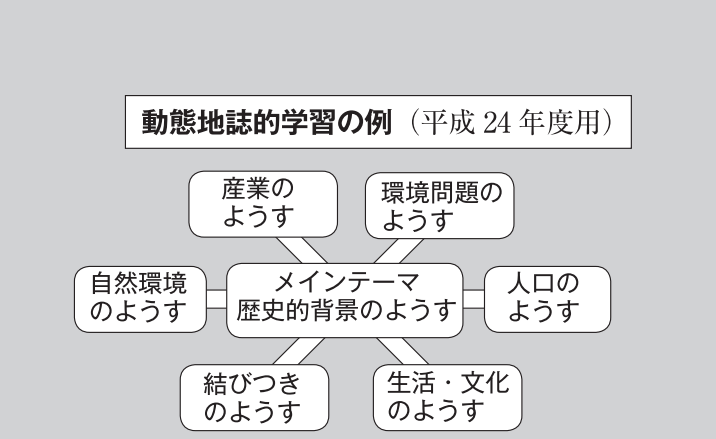 動態地誌的学習の例（平成 24 年度用）
産業の
ようす
環境問題の
ようす
自然環境
のようす
メインテーマ
歴史的背景のようす
人口の
ようす
結びつき
のようす
生活・文化
のようす